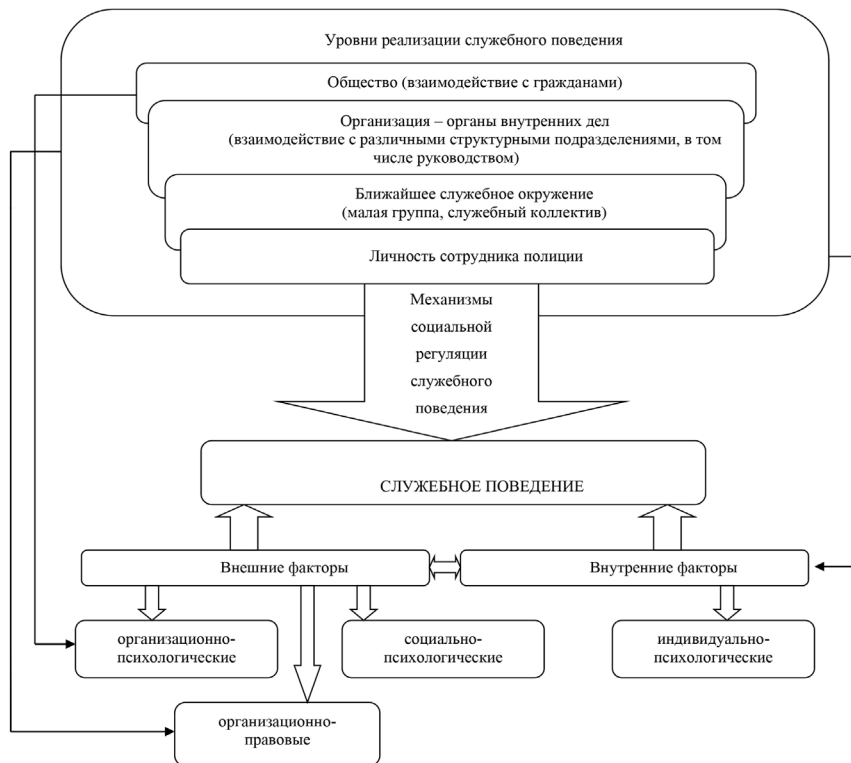 Уровни реализации служебного поведения
Общество (взаимодействие с гражданами)
Организация – органы внутренних дел
(взаимодействие с различными структурными подразделениями, в том
числе руководством)
Ближайшее служебное окружение
(малая группа, служебный коллектив)
Личность сотрудника полиции
Механизмы
социальной
регуляции
служебного
поведения
СЛУЖЕБНОЕ ПОВЕДЕНИЕ
Внешние факторы
Внутренние факторы
организационно-
психологические
социально-
психологические
индивидуально-
психологические
организационно-
правовые